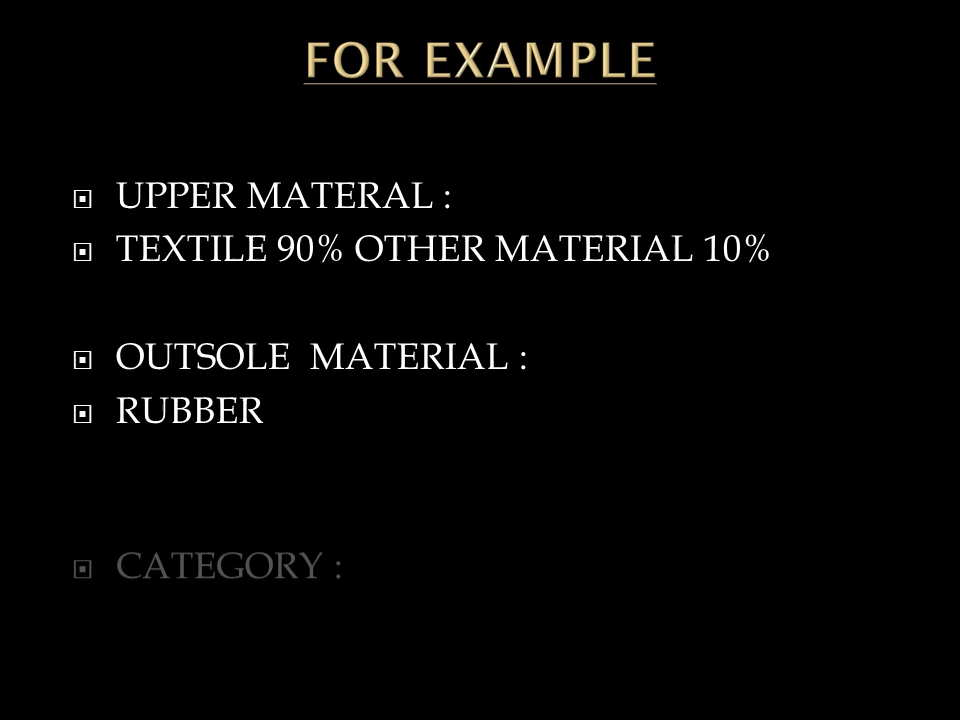 FOR EXAMPLE
UPPER MATERAL :
TEXTILE 90% OTHER MATERIAL 10%
OUTSOLE MATERIAL :
RUBBER
CATEGORY :